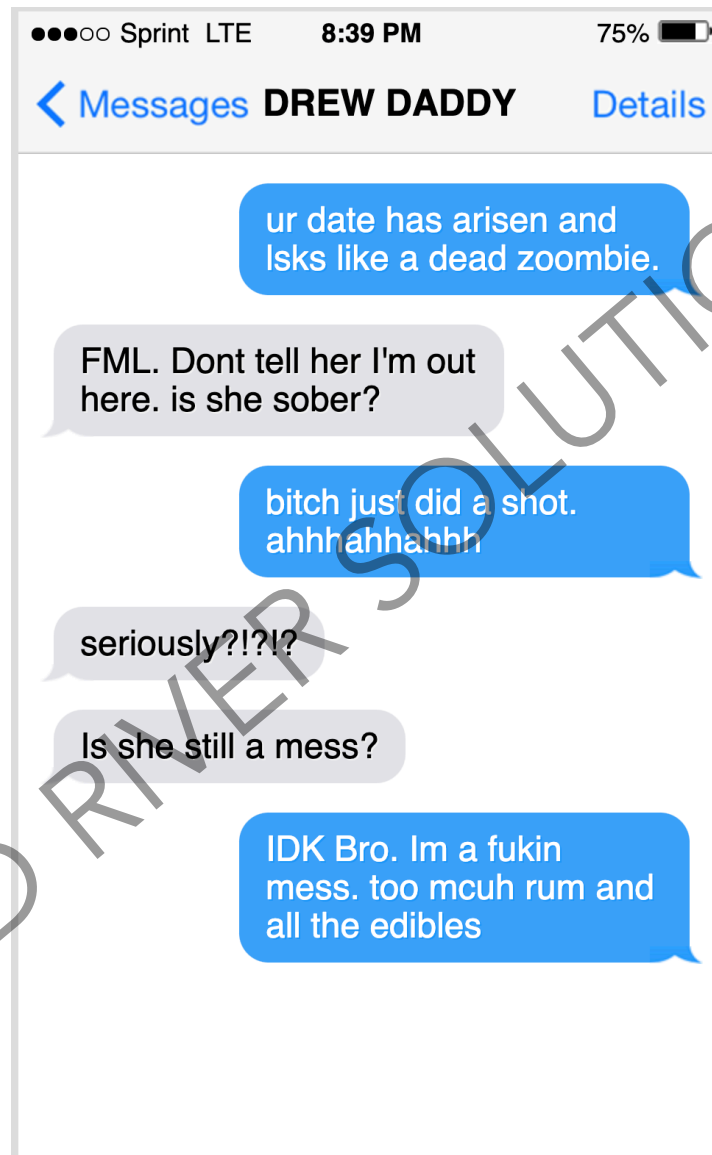 Sprint LTE 8:39 PM 75%
Messages DREW DADDY Details
ur date has arisen and
lsks like a dead zoombie.
FML. Dont tell her I'm out
here. is she sober?
bitch just did a shot.
ahhhahhahhh
seriously?!?!?
Is she still a mess?
IDK Bro. Im a fukin
mess. too mcuh rum and
all the edibles
D RIVER SOLUTIO